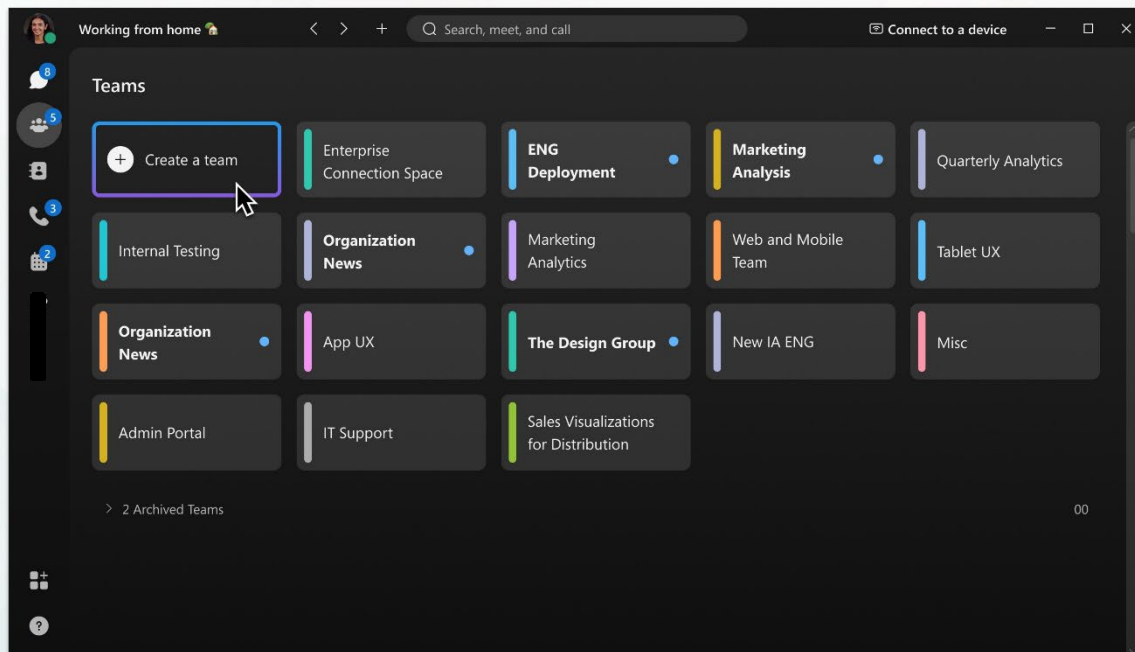 Working from home
Search, meet, and call
Connect to a device
8
5
3
2
Teams
Create a team
Enterprise
Connection Space
ENG
Deployment
Marketing
Analysis
Quarterly Analytics
Internal Testing
Organization
News
Marketing
Analytics
Web and Mobile
Team
Tablet UX
Organization
News
App UX
The Design Group
New IA ENG
Misc
Admin Portal
IT Support
Sales Visualizations
for Distribution
2 Archived Teams
00